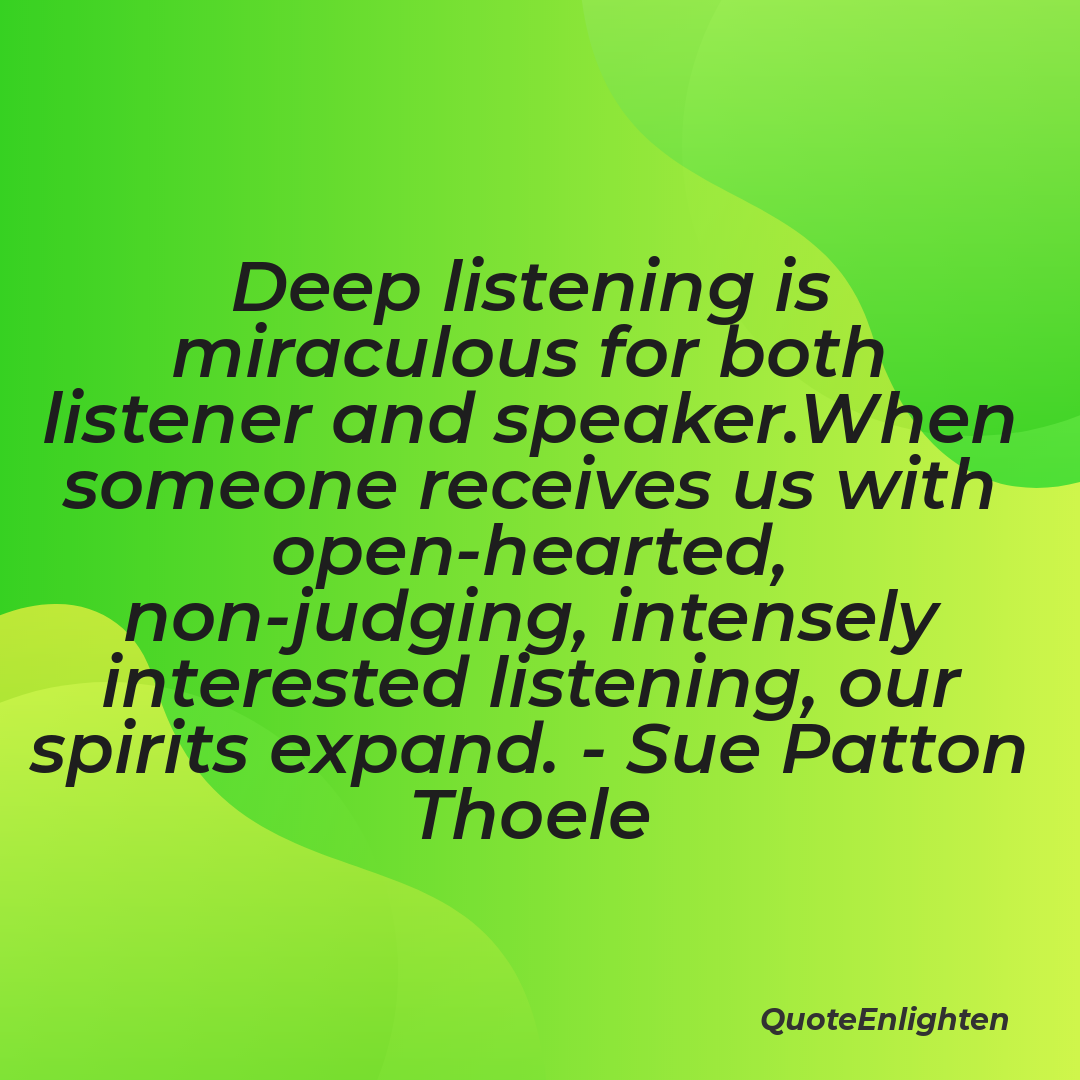 Deep listening is
miraculous for both
listener and speaker.When
someone receives us with
open-hearted,
non-judging, intensely
interested listening, our
spirits expand. - Sue Patton
Thoele
QuoteEnlighten